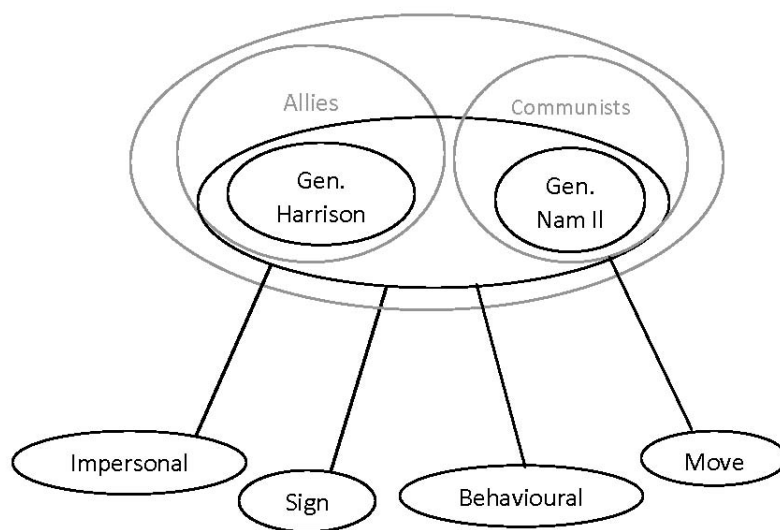 Allies
Communists
Gen.
Harrison
Gen.
Nam Il
Impersonal
Sign
Behavioural
Move